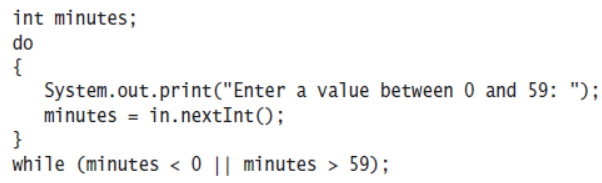 int minutes;
do
{
   System.out.print("Enter a value between 0 and 59: ");
   minutes = in.nextInt();
}
while (minutes < 0 || minutes > 59);